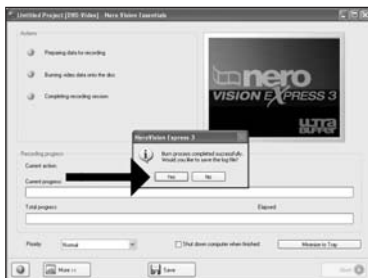 Untitled Project [DVD-Video] - Nero Vision Essentials
Actions
Preparing data for recording
Burning video data onto the disc
Completing recording session
nero
VISION EXPRESS 3
ULTRA
BUFFER
NeroVision Express 3
Burn process completed successfully.
Would you like to save the log file?
Yes
No
Recording progress
Current action:
Current progress:
Total progress
Elapsed
Priority
Normal
Shut down computer when finished
Minimize to Tray
More >>
Save